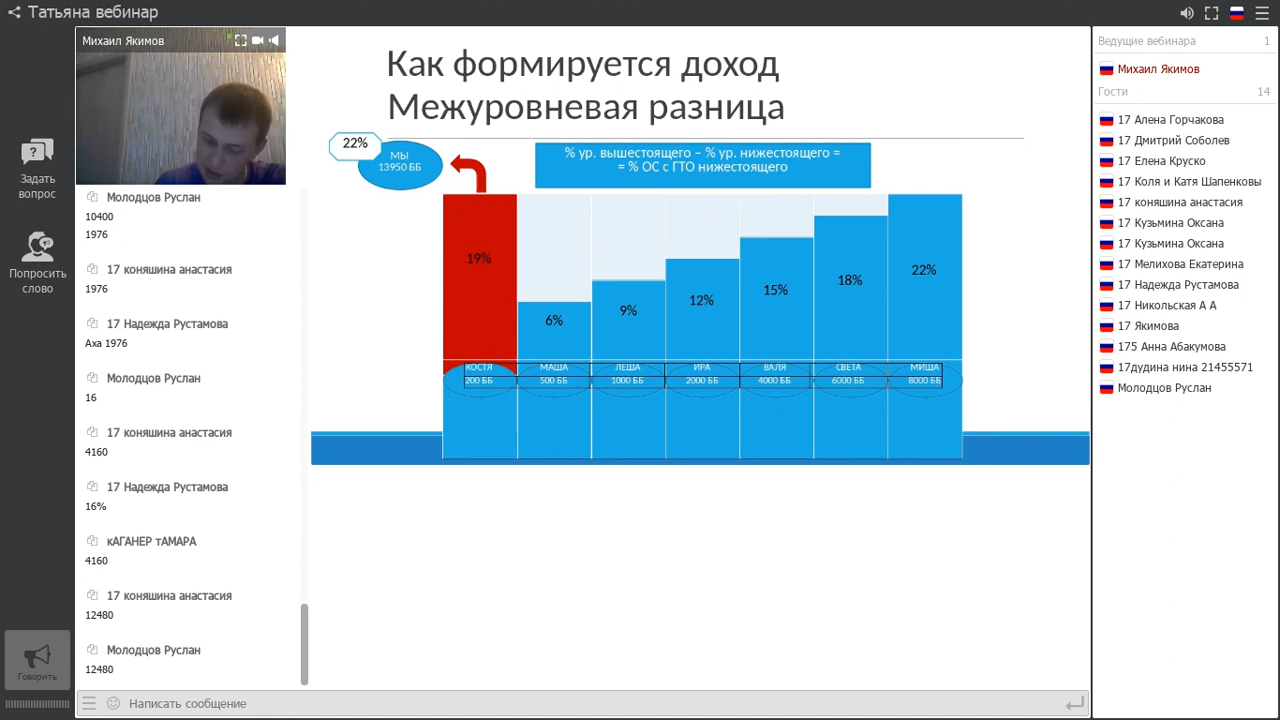 Татьяна вебинар
Михаил Якимов
Задать
вопрос
Попросить
слово
Говорить
Молодцов Руслан
10400
1976
17 коняшина анастасия
1976
17 Надежда Рустамова
Аха 1976
Молодцов Руслан
16
17 коняшина анастасия
4160
17 Надежда Рустамова
16%
кАГАНЕР тАМАРА
4160
17 коняшина анастасия
12480
Молодцов Руслан
12480
Написать сообщение
Как формируется доход
Межуровневая разница
22%
МЫ
13950 ББ
% ур. вышестоящего – % ур. нижестоящего =
= % ОС с ГТО нижестоящего
19%
6%
9%
12%
15%
18%
22%
КОСТЯ МАША ЛЕША ИРА ВАЛЯ СВЕТА МИША
200 ББ 500 ББ 1000 ББ 2000 ББ 4000 ББ 6000 ББ 8000 ББ
Ведущие вебинара 1
Михаил Якимов
Гости 14
17 Алена Горчакова
17 Дмитрий Соболев
17 Елена Круско
17 Коля и Катя Шапенковы
17 коняшина анастасия
17 Кузьмина Оксана
17 Кузьмина Оксана
17 Мелихова Екатерина
17 Надежда Рустамова
17 Никольская А А
17 Якимова
175 Анна Абакумова
17дудина нина 21455571
Молодцов Руслан